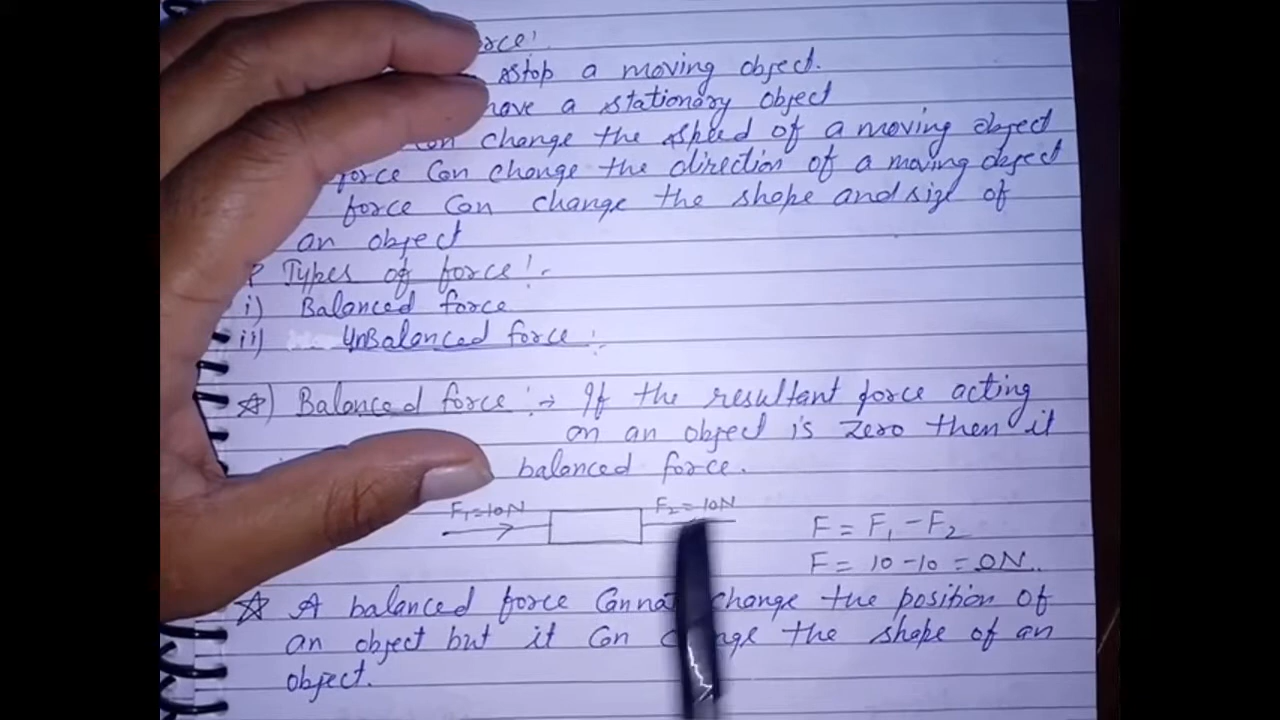 stop a moving object.
a stationary object
change the speed of a moving object
force Can change the direction of a moving object
force Can change the shape and size of
an object
Types of force!-
i) Balanced force
ii) UnBalanced force :-
☆) Balanced force :→ If the resultant force acting
on an object is zero then it
balanced force.
F₁=10N F₂=10N
F = F₁ - F₂
F = 10 - 10 = 0N..
☆ A balanced force Cannot change the position of
an object but it Can change the shape of an
object.